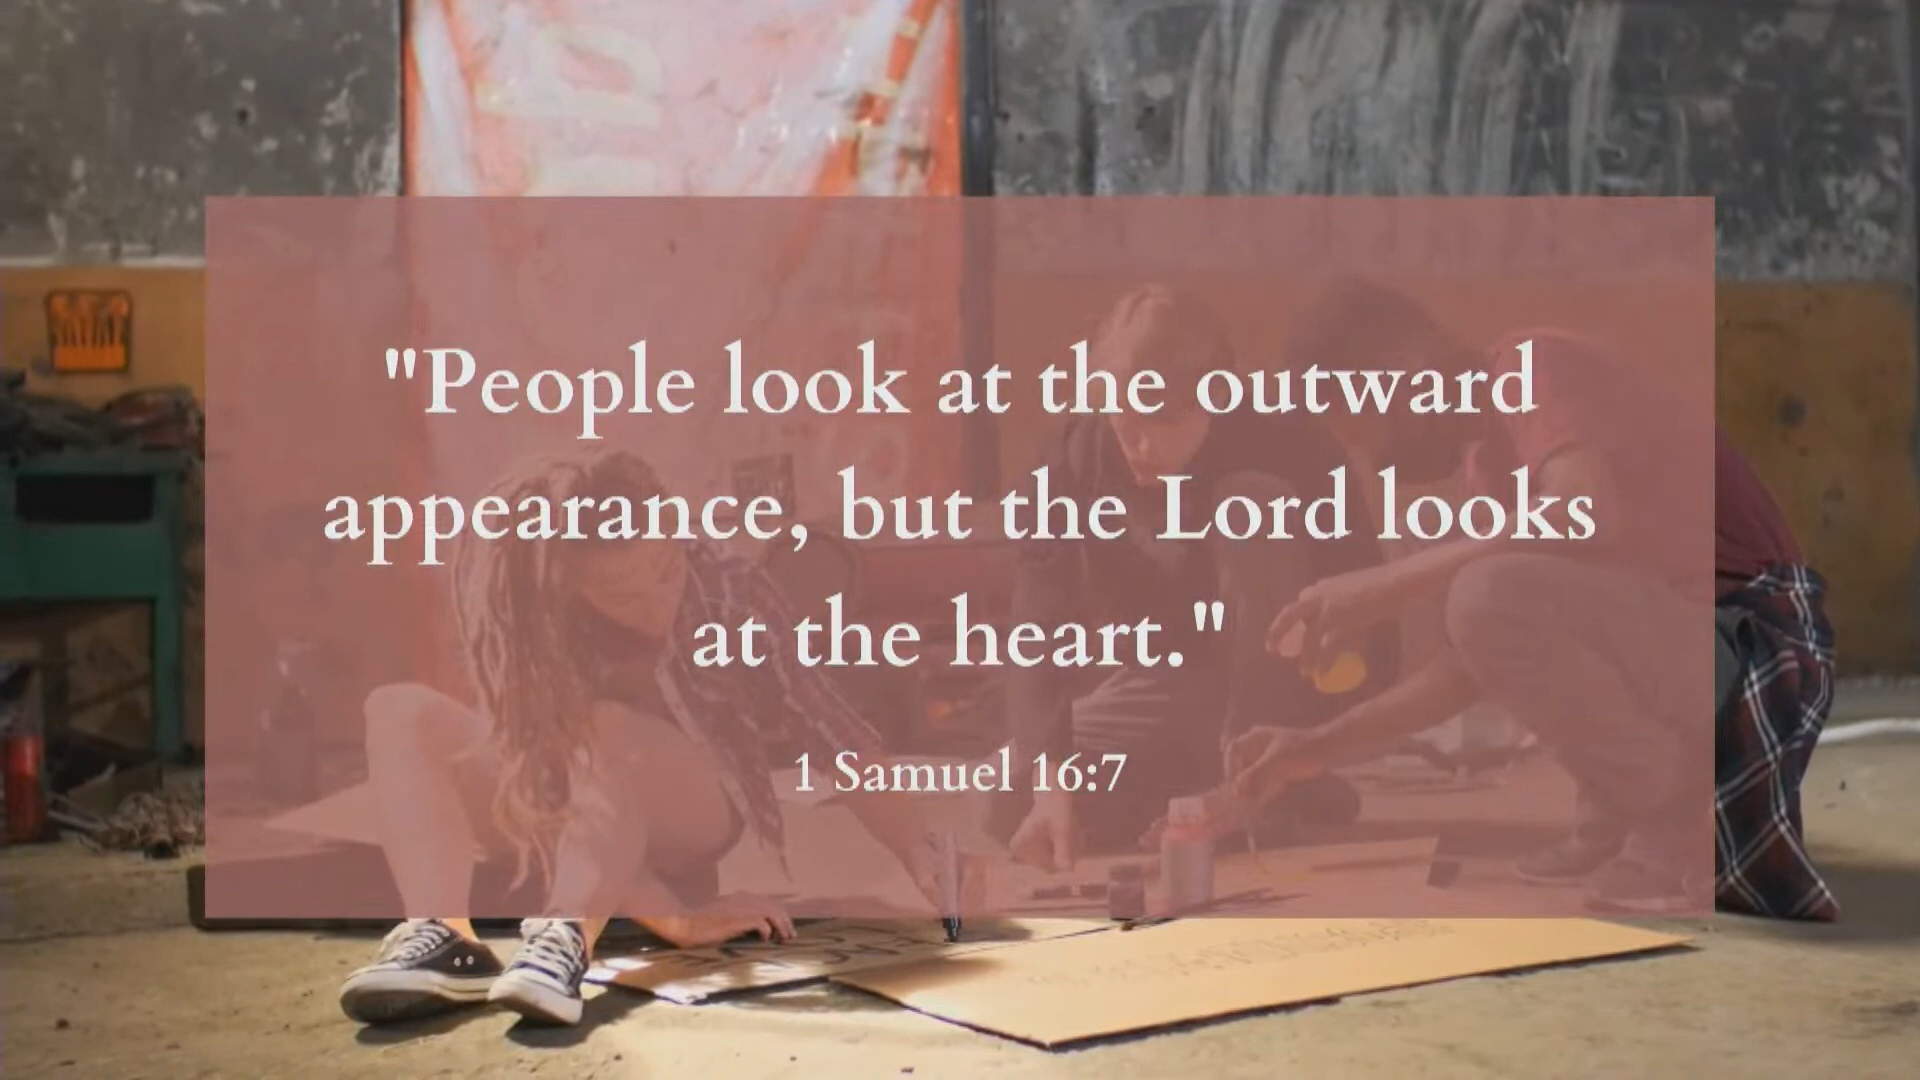 "People look at the outward
appearance, but the Lord looks
at the heart."
1 Samuel 16:7